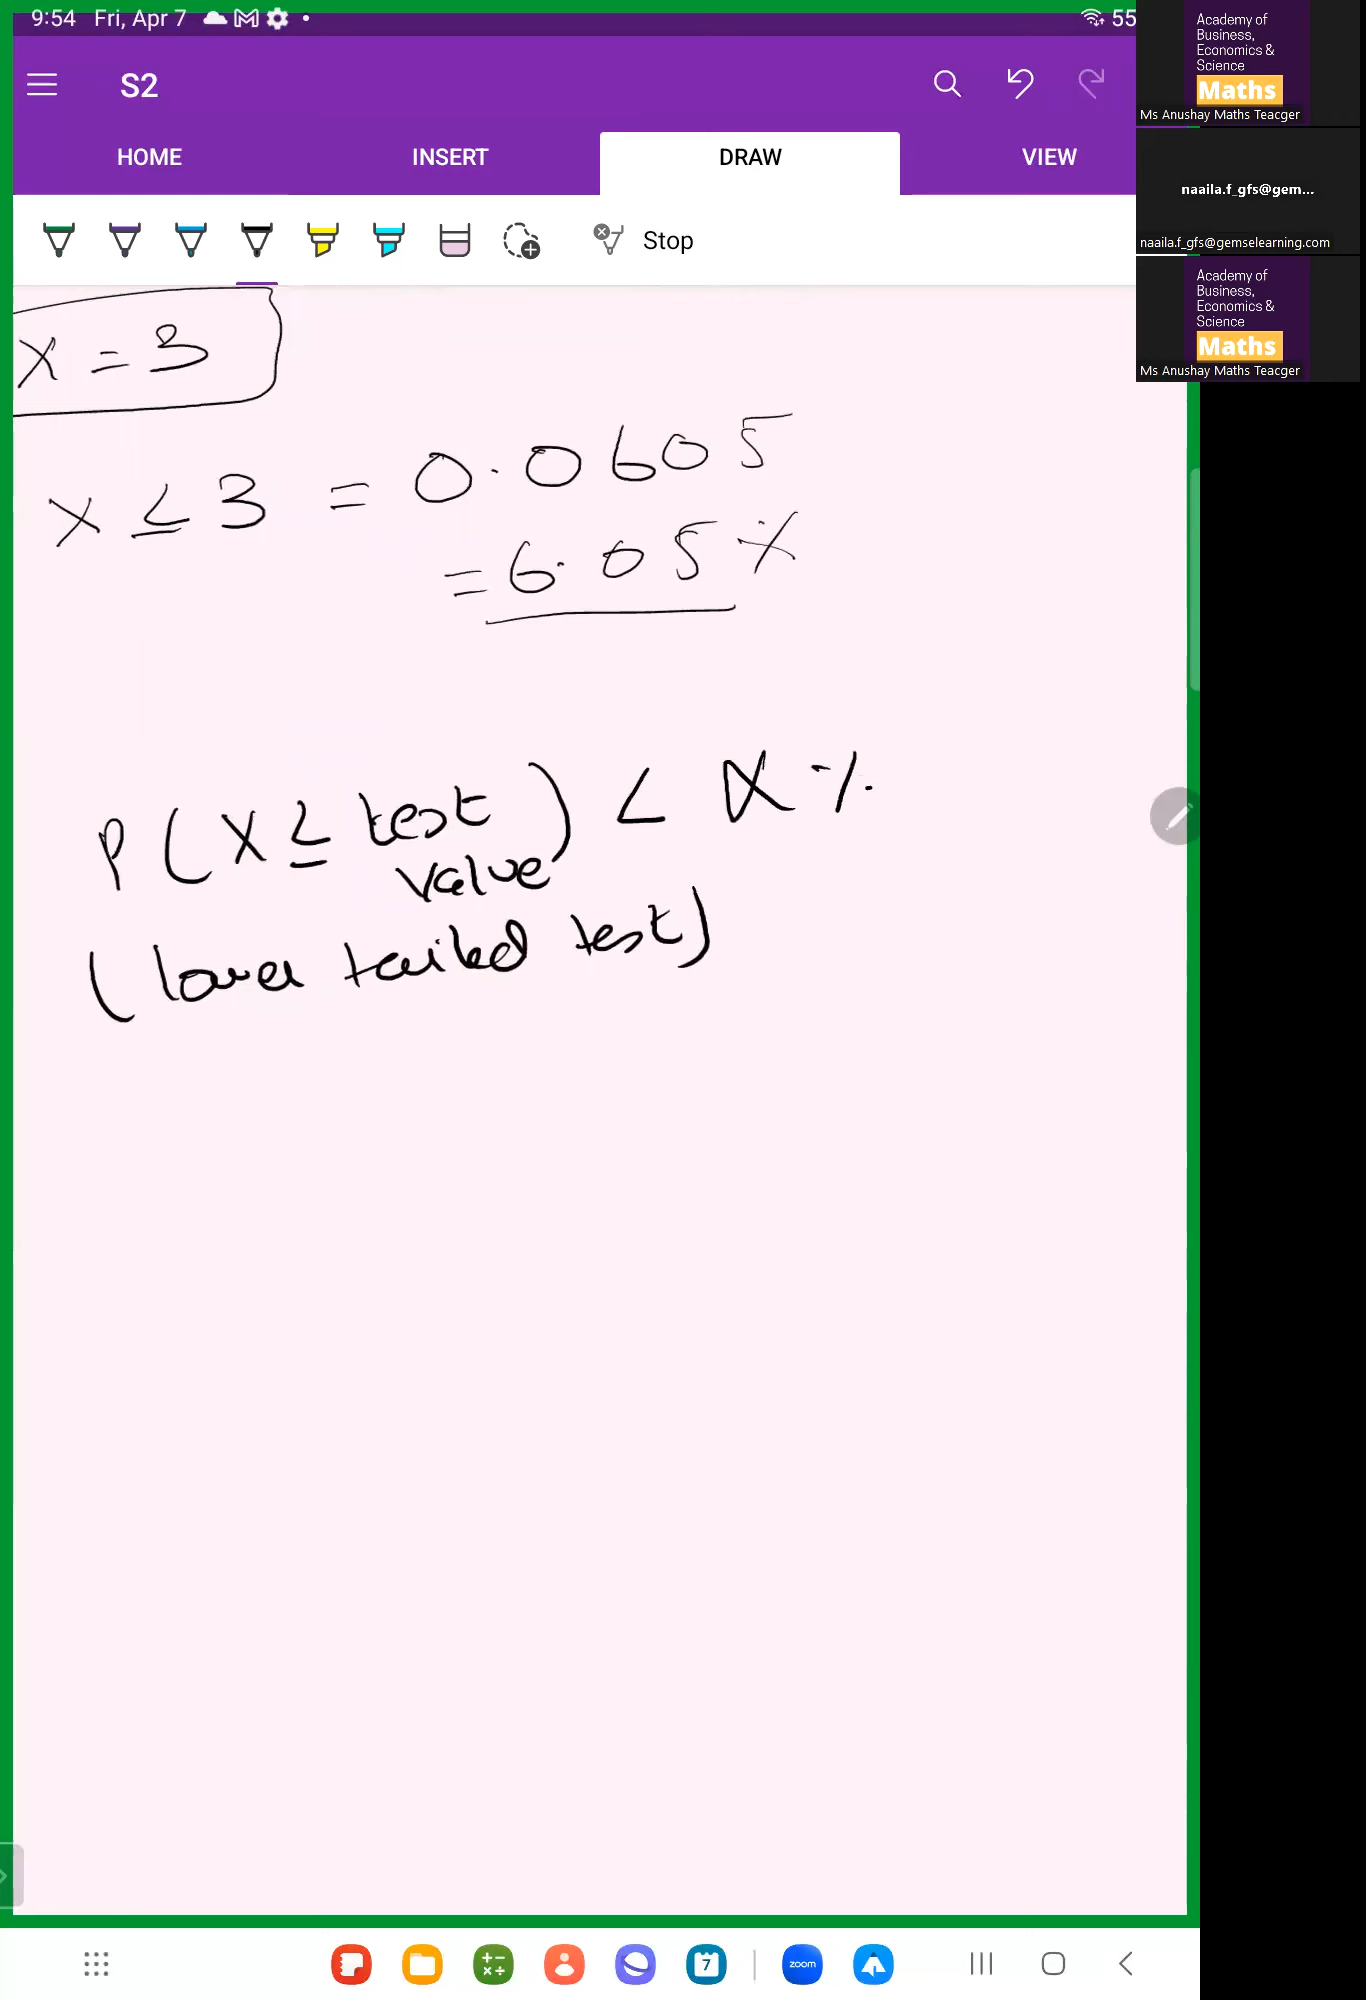 9:54 Fri, Apr 7
55
S2
HOME INSERT DRAW VIEW
Stop
Academy of
Business,
Economics &
Science
Maths
Ms Anushay Maths Teacger
naaila.f_gfs@gem...
naaila.f_gfs@gemselearning.com
Academy of
Business,
Economics &
Science
Maths
Ms Anushay Maths Teacger
x = 3
x ≤ 3 = 0.0605
= 6.05 %
P(X ≤ test value) < α %
(lower tailed test)
7
zoom